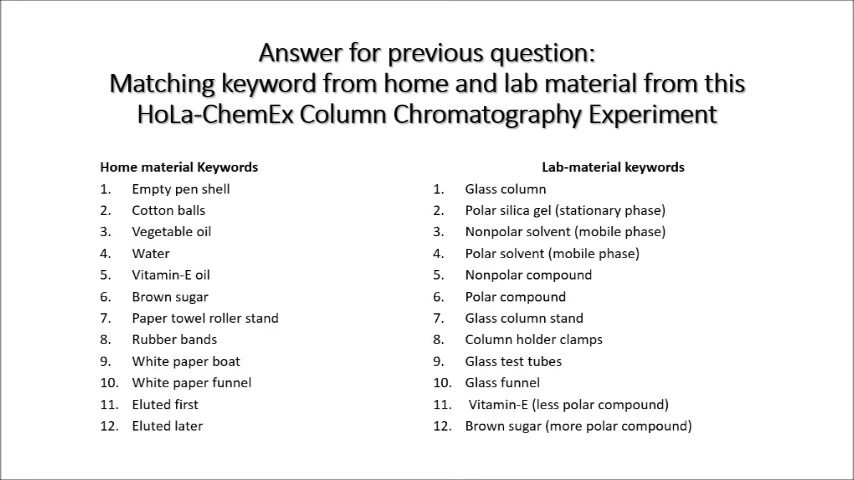 Answer for previous question:
Matching keyword from home and lab material from this
HoLa-ChemEx Column Chromatography Experiment
Home material Keywords
1. Empty pen shell
2. Cotton balls
3. Vegetable oil
4. Water
5. Vitamin-E oil
6. Brown sugar
7. Paper towel roller stand
8. Rubber bands
9. White paper boat
10. White paper funnel
11. Eluted first
12. Eluted later
Lab-material keywords
1. Glass column
2. Polar silica gel (stationary phase)
3. Nonpolar solvent (mobile phase)
4. Polar solvent (mobile phase)
5. Nonpolar compound
6. Polar compound
7. Glass column stand
8. Column holder clamps
9. Glass test tubes
10. Glass funnel
11. Vitamin-E (less polar compound)
12. Brown sugar (more polar compound)